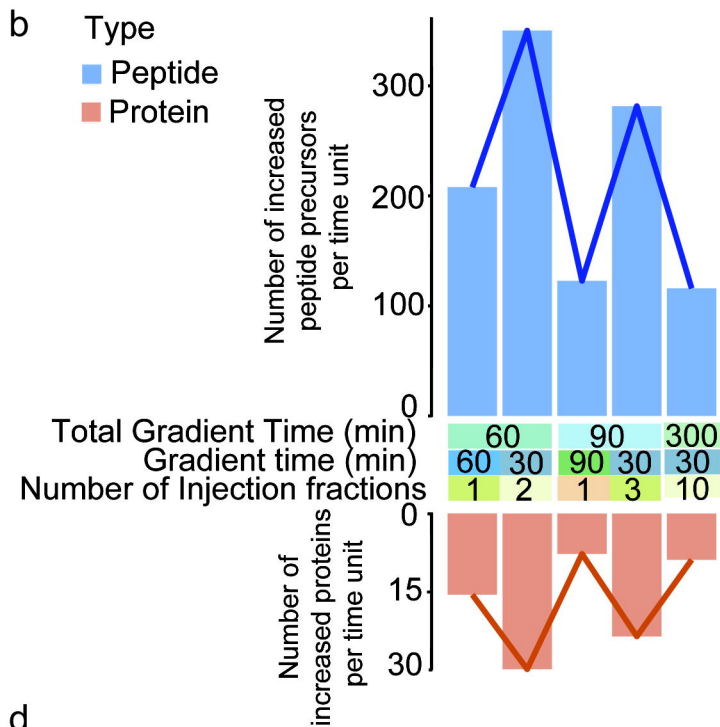 b
Type
Peptide
Protein
Number of increased
peptide precursors
per time unit
300
200
100
0
Total Gradient Time (min) 60 90 300
Gradient time (min) 60 30 90 30 30
Number of Injection fractions 1 2 1 3 10
Number of
increased proteins
per time unit
0
15
30
d